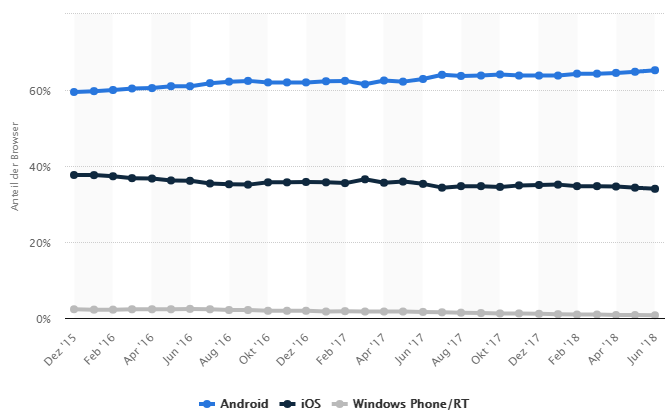 Anteil der Browser
60%
40%
20%
0%
Dez '15
Feb '16
Apr '16
Jun '16
Aug '16
Okt '16
Dez '16
Feb '17
Apr '17
Jun '17
Aug '17
Okt '17
Dez '17
Feb '18
Apr '18
Jun '18
Android iOS Windows Phone/RT